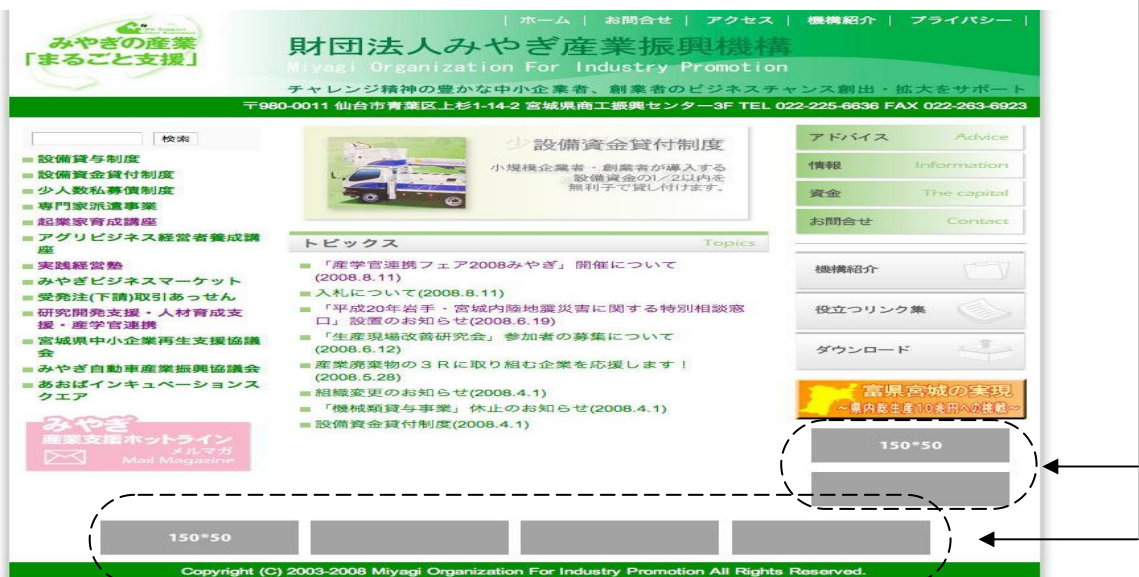 ｜ ホーム ｜ お問合せ ｜ アクセス ｜ 機構紹介 ｜ プライバシー ｜
みやぎの産業
「まるごと支援」
財団法人みやぎ産業振興機構
Miyagi Organization For Industry Promotion
チャレンジ精神の豊かな中小企業者、創業者のビジネスチャンス創出・拡大をサポート
〒980-0011 仙台市青葉区上杉1-14-2 宮城県商工振興センター3F TEL 022-225-6636 FAX 022-263-6923
検索
設備貸与制度
設備資金貸付制度
少人数私募債制度
専門家派遣事業
起業家育成講座
アグリビジネス経営者養成講
座
実践経営塾
みやぎビジネスマーケット
受発注(下請)取引あっせん
研究開発支援・人材育成支
援・産学官連携
宮城県中小企業再生支援協議
会
みやぎ自動車産業振興協議会
あおばインキュベーションス
クエア
みやぎ
産業支援ホットライン
メルマガ
Mail Magazine
設備資金貸付制度
小規模企業者・創業者が導入する
設備資金の1／2以内を
無利子で貸し付けます。
トピックス Topics
「産学官連携フェア2008みやぎ」開催について
(2008.8.11)
入札について(2008.8.11)
「平成20年岩手・宮城内陸地震災害に関する特別相談窓
口」設置のお知らせ(2008.6.19)
「生産現場改善研究会」参加者の募集について
(2008.6.12)
産業廃棄物の３Ｒに取り組む企業を応援します！
(2008.5.28)
組織変更のお知らせ(2008.4.1)
「機械類貸与事業」休止のお知らせ(2008.4.1)
設備資金貸付制度(2008.4.1)
アドバイス Advice
情報 Information
資金 The capital
お問合せ Contact
機構紹介
役立つリンク集
ダウンロード
富県宮城の実現
～県内総生産10兆円への挑戦～
150*50
150*50
Copyright (C) 2003-2008 Miyagi Organization For Industry Promotion All Rights Reserved.